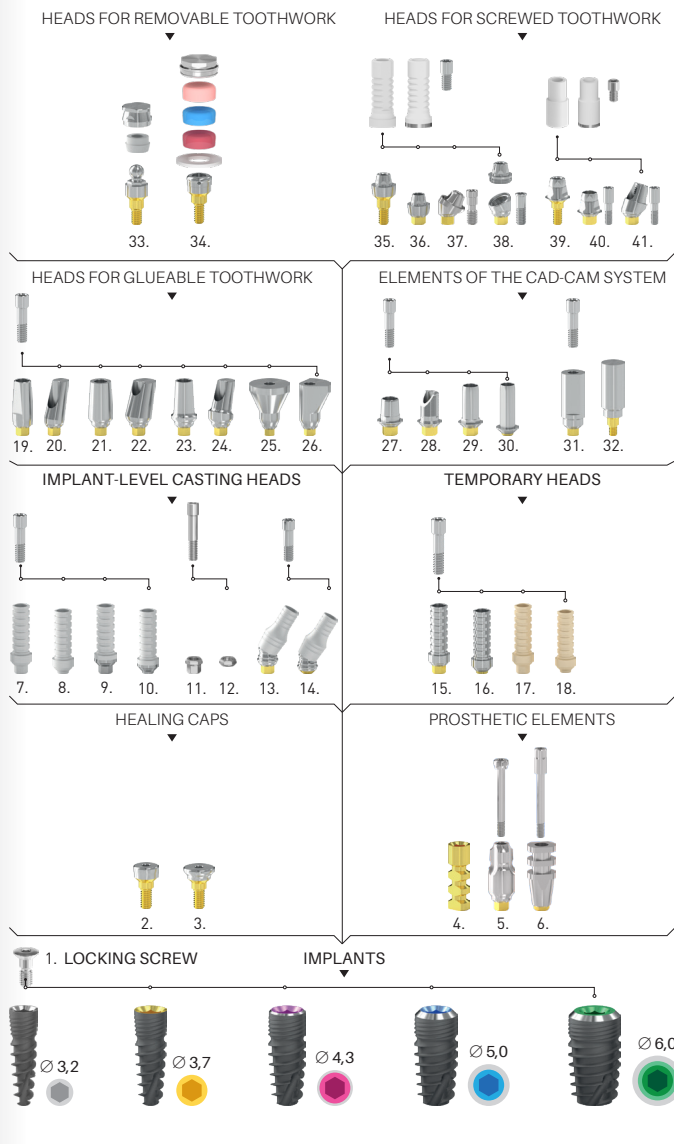 HEADS FOR REMOVABLE TOOTHWORK
HEADS FOR SCREWED TOOTHWORK
33. 34.
35. 36. 37. 38. 39. 40. 41.
HEADS FOR GLUEABLE TOOTHWORK
ELEMENTS OF THE CAD-CAM SYSTEM
19. 20. 21. 22. 23. 24. 25. 26.
27. 28. 29. 30. 31. 32.
IMPLANT-LEVEL CASTING HEADS
TEMPORARY HEADS
7. 8. 9. 10. 11. 12. 13. 14.
15. 16. 17. 18.
HEALING CAPS
PROSTHETIC ELEMENTS
2. 3.
4. 5. 6.
1. LOCKING SCREW
IMPLANTS
∅ 3,2
∅ 3,7
∅ 4,3
∅ 5,0
∅ 6,0